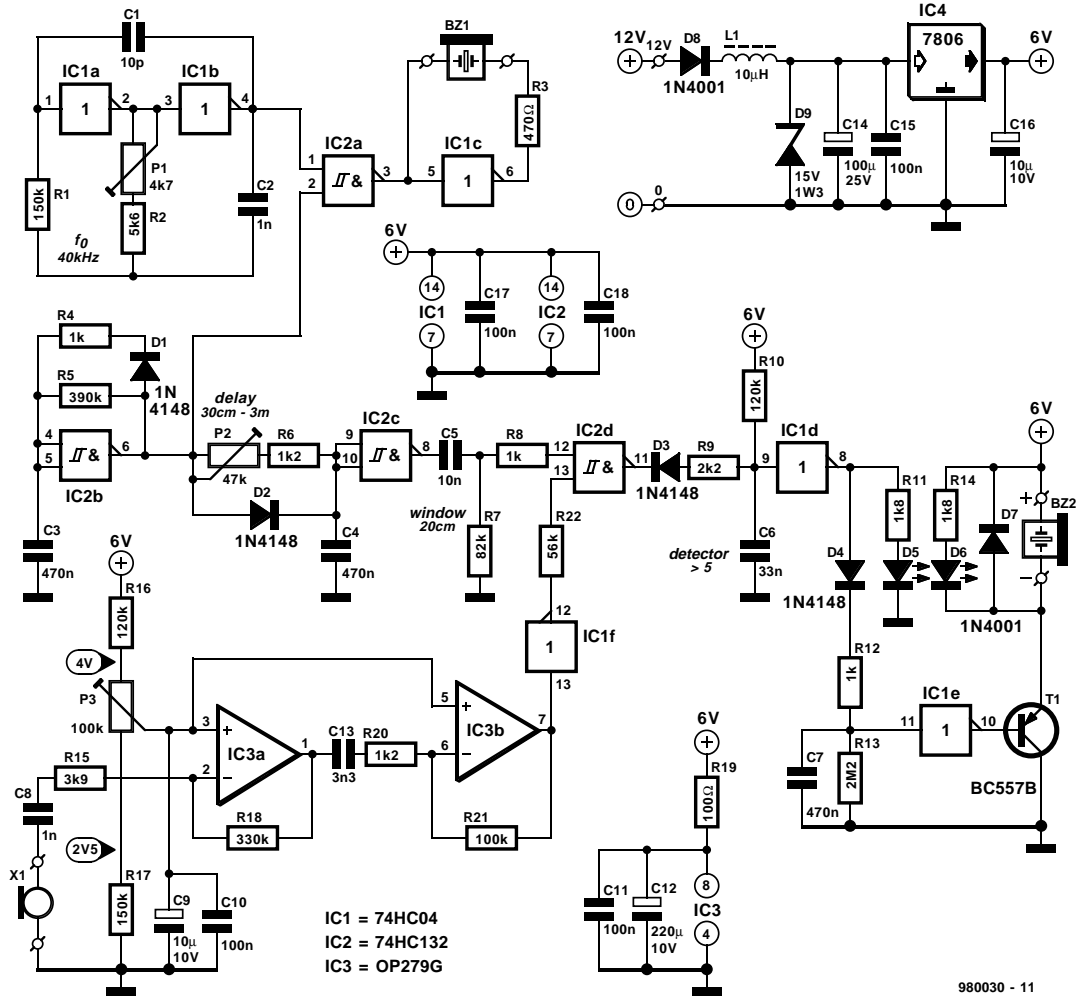 C1
10p
IC1a
IC1b
1
1
2
3
1
4
P1
4k7
R1
150k
R2
5k6
C2
1n
f0
40kHz
BZ1
R3
470Ω
IC2a
1
2
&
3
IC1c
5
1
6
IC4
7806
12V
+
12V
D8
1N4001
L1
10µH
6V
+
D9
15V
1W3
C14
100µ
25V
C15
100n
C16
10µ
10V
0
0
6V
+
14
IC1
7
C17
100n
14
IC2
7
C18
100n
R4
1k
D1
1N
4148
R5
390k
4
5
&
6
IC2b
C3
470n
delay
30cm - 3m
P2
47k
R6
1k2
D2
1N4148
IC2c
9
10
&
8
C4
470n
C5
10n
window
20cm
R7
82k
R8
1k
IC2d
12
13
&
11
R22
56k
D3
1N4148
R9
2k2
6V
+
R10
120k
9
IC1d
1
8
C6
33n
detector
> 5
R11
1k8
R14
1k8
D4
1N4148
D5
D6
D7
1N4001
6V
+
+
BZ2
–
12
IC1f
1
13
R12
1k
IC1e
11
1
10
T1
BC557B
C7
470n
R13
2M2
6V
+
R16
120k
4V
P3
100k
R15
3k9
C8
1n
2V5
X1
R17
150k
C9
10µ
10V
C10
100n
3
+
2
–
IC3a
1
R18
330k
C13
3n3
R20
1k2
5
+
6
–
IC3b
7
R21
100k
6V
+
R19
100Ω
C11
100n
C12
220µ
10V
8
IC3
4
IC1 = 74HC04
IC2 = 74HC132
IC3 = OP279G
980030 - 11